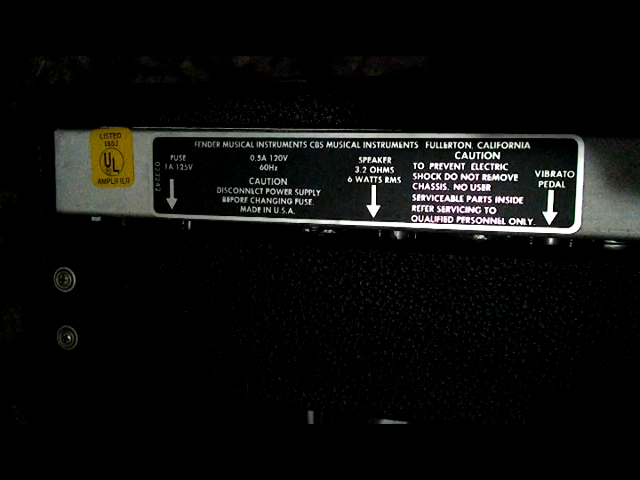 LISTED
UL
AMPLIFIER
FENDER MUSICAL INSTRUMENTS CBS MUSICAL INSTRUMENTS FULLERTON, CALIFORNIA
FUSE
1A 125V
0.5A 120V
60Hz
CAUTION
DISCONNECT POWER SUPPLY
BEFORE CHANGING FUSE.
MADE IN U.S.A.
SPEAKER
3.2 OHMS
6 WATTS RMS
CAUTION
TO PREVENT ELECTRIC
SHOCK DO NOT REMOVE
CHASSIS. NO USER
SERVICEABLE PARTS INSIDE
REFER SERVICING TO
QUALIFIED PERSONNEL ONLY.
VIBRATO
PEDAL